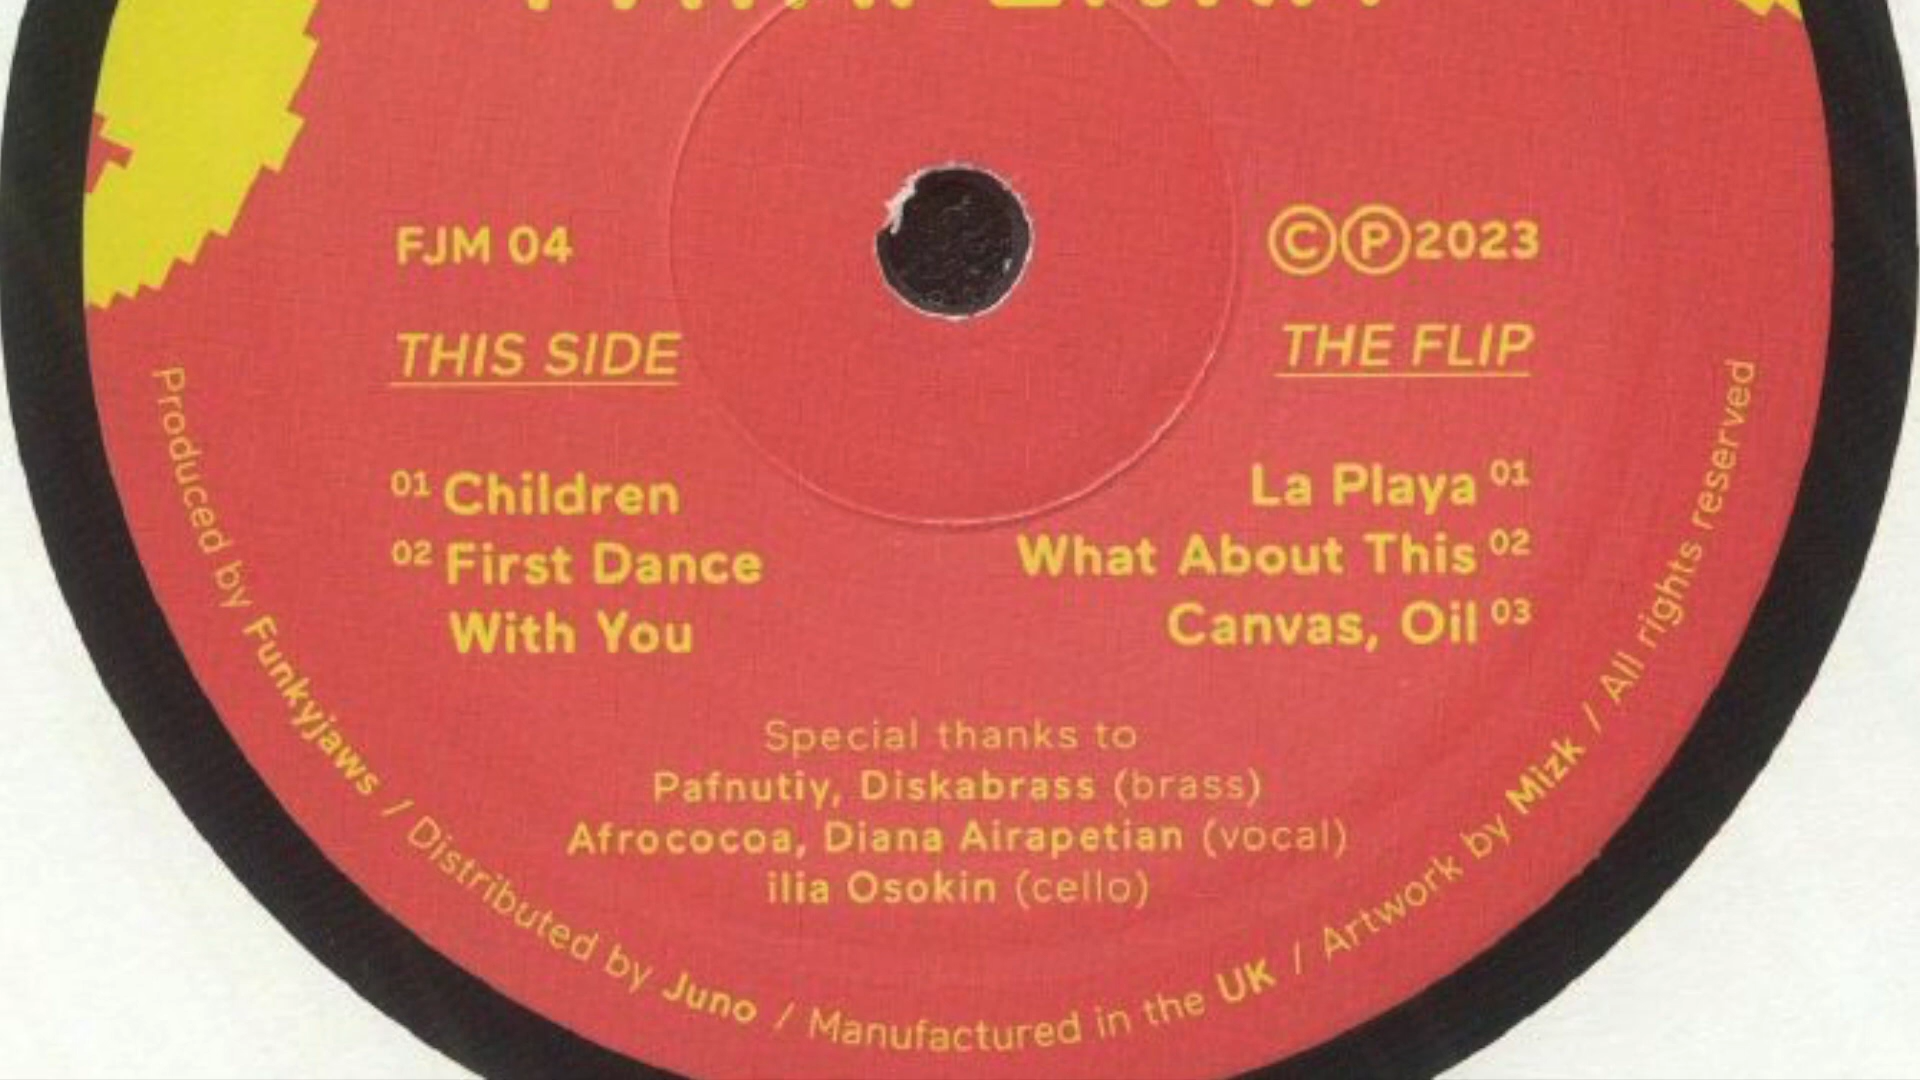 FJM 04
©℗2023
THIS SIDE
01 Children
02 First Dance
With You
THE FLIP
La Playa 01
What About This 02
Canvas, Oil 03
Special thanks to
Pafnutiy, Diskabrass (brass)
Afrococoa, Diana Airapetian (vocal)
ilia Osokin (cello)
Produced by Funkyjaws / Distributed by Juno / Manufactured in the UK / Artwork by Mizk / All rights reserved